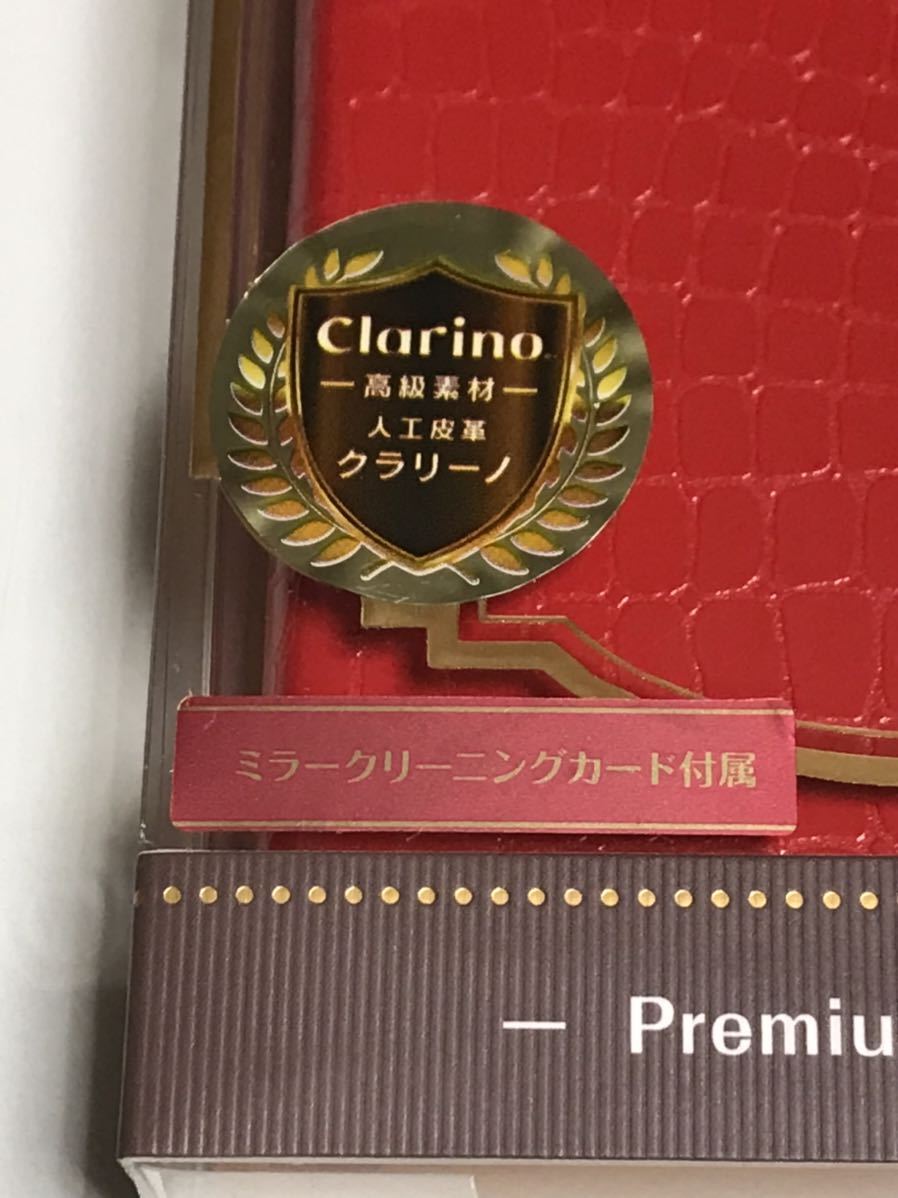 Clarino™
— 高級素材 —
人工皮革
クラリーノ
ミラークリーニングカード付属
— Premiu